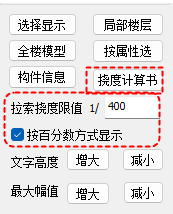 选择显示 局部楼层
全楼模型 按属性选
构件信息 挠度计算书
拉索挠度限值 1/ 400
按百分数方式显示
文字高度 增大 减小
最大幅值 增大 减小